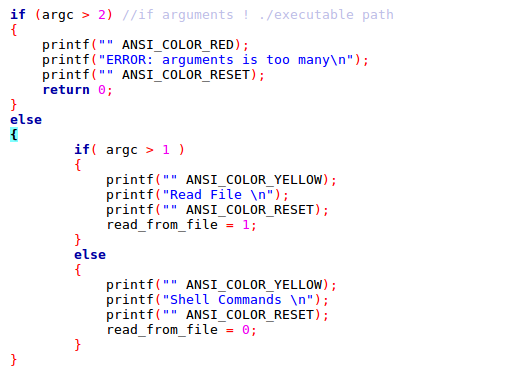 if (argc > 2) //if arguments ! ./executable path
{
    printf("" ANSI_COLOR_RED);
    printf("ERROR: arguments is too many\n");
    printf("" ANSI_COLOR_RESET);
    return 0;
}
else
{
        if( argc > 1 )
        {
            printf("" ANSI_COLOR_YELLOW);
            printf("Read File \n");
            printf("" ANSI_COLOR_RESET);
            read_from_file = 1;
        }
        else
        {
            printf("" ANSI_COLOR_YELLOW);
            printf("Shell Commands \n");
            printf("" ANSI_COLOR_RESET);
            read_from_file = 0;
        }
}